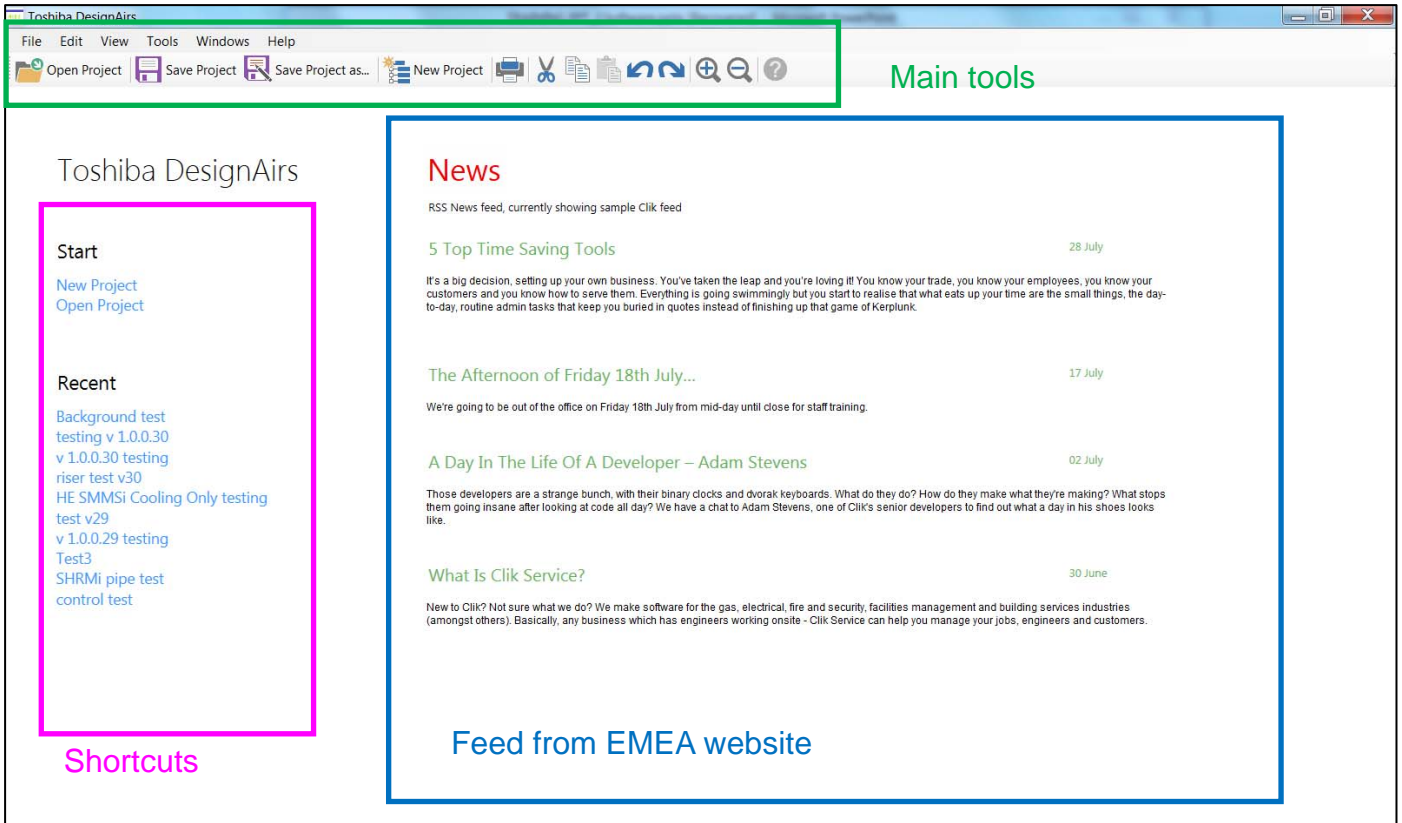 Toshiba DesignAirs
File Edit View Tools Windows Help
Open Project Save Project Save Project as... New Project
Main tools
Toshiba DesignAirs
Start
New Project
Open Project
Recent
Background test
testing v 1.0.0.30
v 1.0.0.30 testing
riser test v30
HE SMMSi Cooling Only testing
test v29
v 1.0.0.29 testing
Test3
SHRMi pipe test
control test
Shortcuts
News
RSS News feed, currently showing sample Clik feed
5 Top Time Saving Tools 28 July
It's a big decision, setting up your own business. You've taken the leap and you're loving it! You know your trade, you know your employees, you know your
customers and you know how to serve them. Everything is going swimmingly but you start to realise that what eats up your time are the small things, the day-
to-day, routine admin tasks that keep you buried in quotes instead of finishing up that game of Kerplunk.
The Afternoon of Friday 18th July... 17 July
We're going to be out of the office on Friday 18th July from mid-day until close for staff training.
A Day In The Life Of A Developer – Adam Stevens 02 July
Those developers are a strange bunch, with their binary clocks and dvorak keyboards. What do they do? How do they make what they're making? What stops
them going insane after looking at code all day? We have a chat to Adam Stevens, one of Clik's senior developers to find out what a day in his shoes looks
like.
What Is Clik Service? 30 June
New to Clik? Not sure what we do? We make software for the gas, electrical, fire and security, facilities management and building services industries
(amongst others). Basically, any business which has engineers working onsite - Clik Service can help you manage your jobs, engineers and customers.
Feed from EMEA website